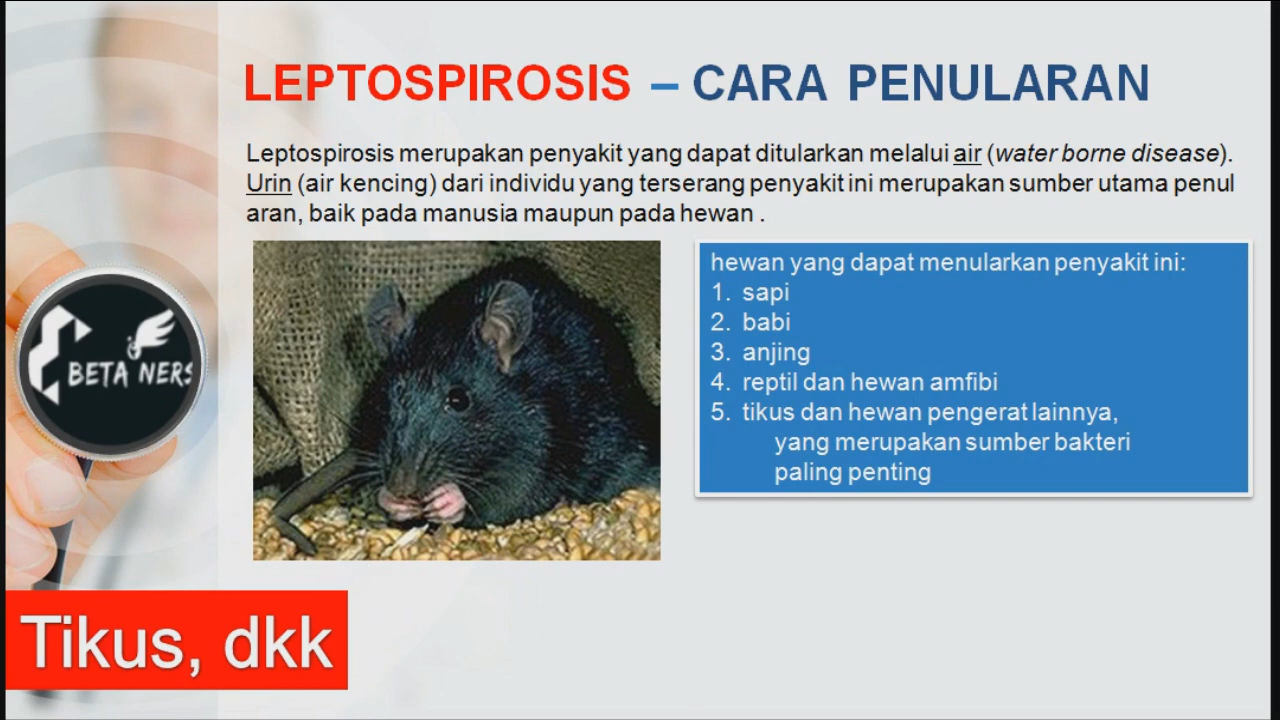 LEPTOSPIROSIS – CARA PENULARAN
Leptospirosis merupakan penyakit yang dapat ditularkan melalui air (water borne disease).
Urin (air kencing) dari individu yang terserang penyakit ini merupakan sumber utama penul
aran, baik pada manusia maupun pada hewan .
hewan yang dapat menularkan penyakit ini:
1. sapi
2. babi
3. anjing
4. reptil dan hewan amfibi
5. tikus dan hewan pengerat lainnya,
yang merupakan sumber bakteri
paling penting
BETA NERS
Tikus, dkk